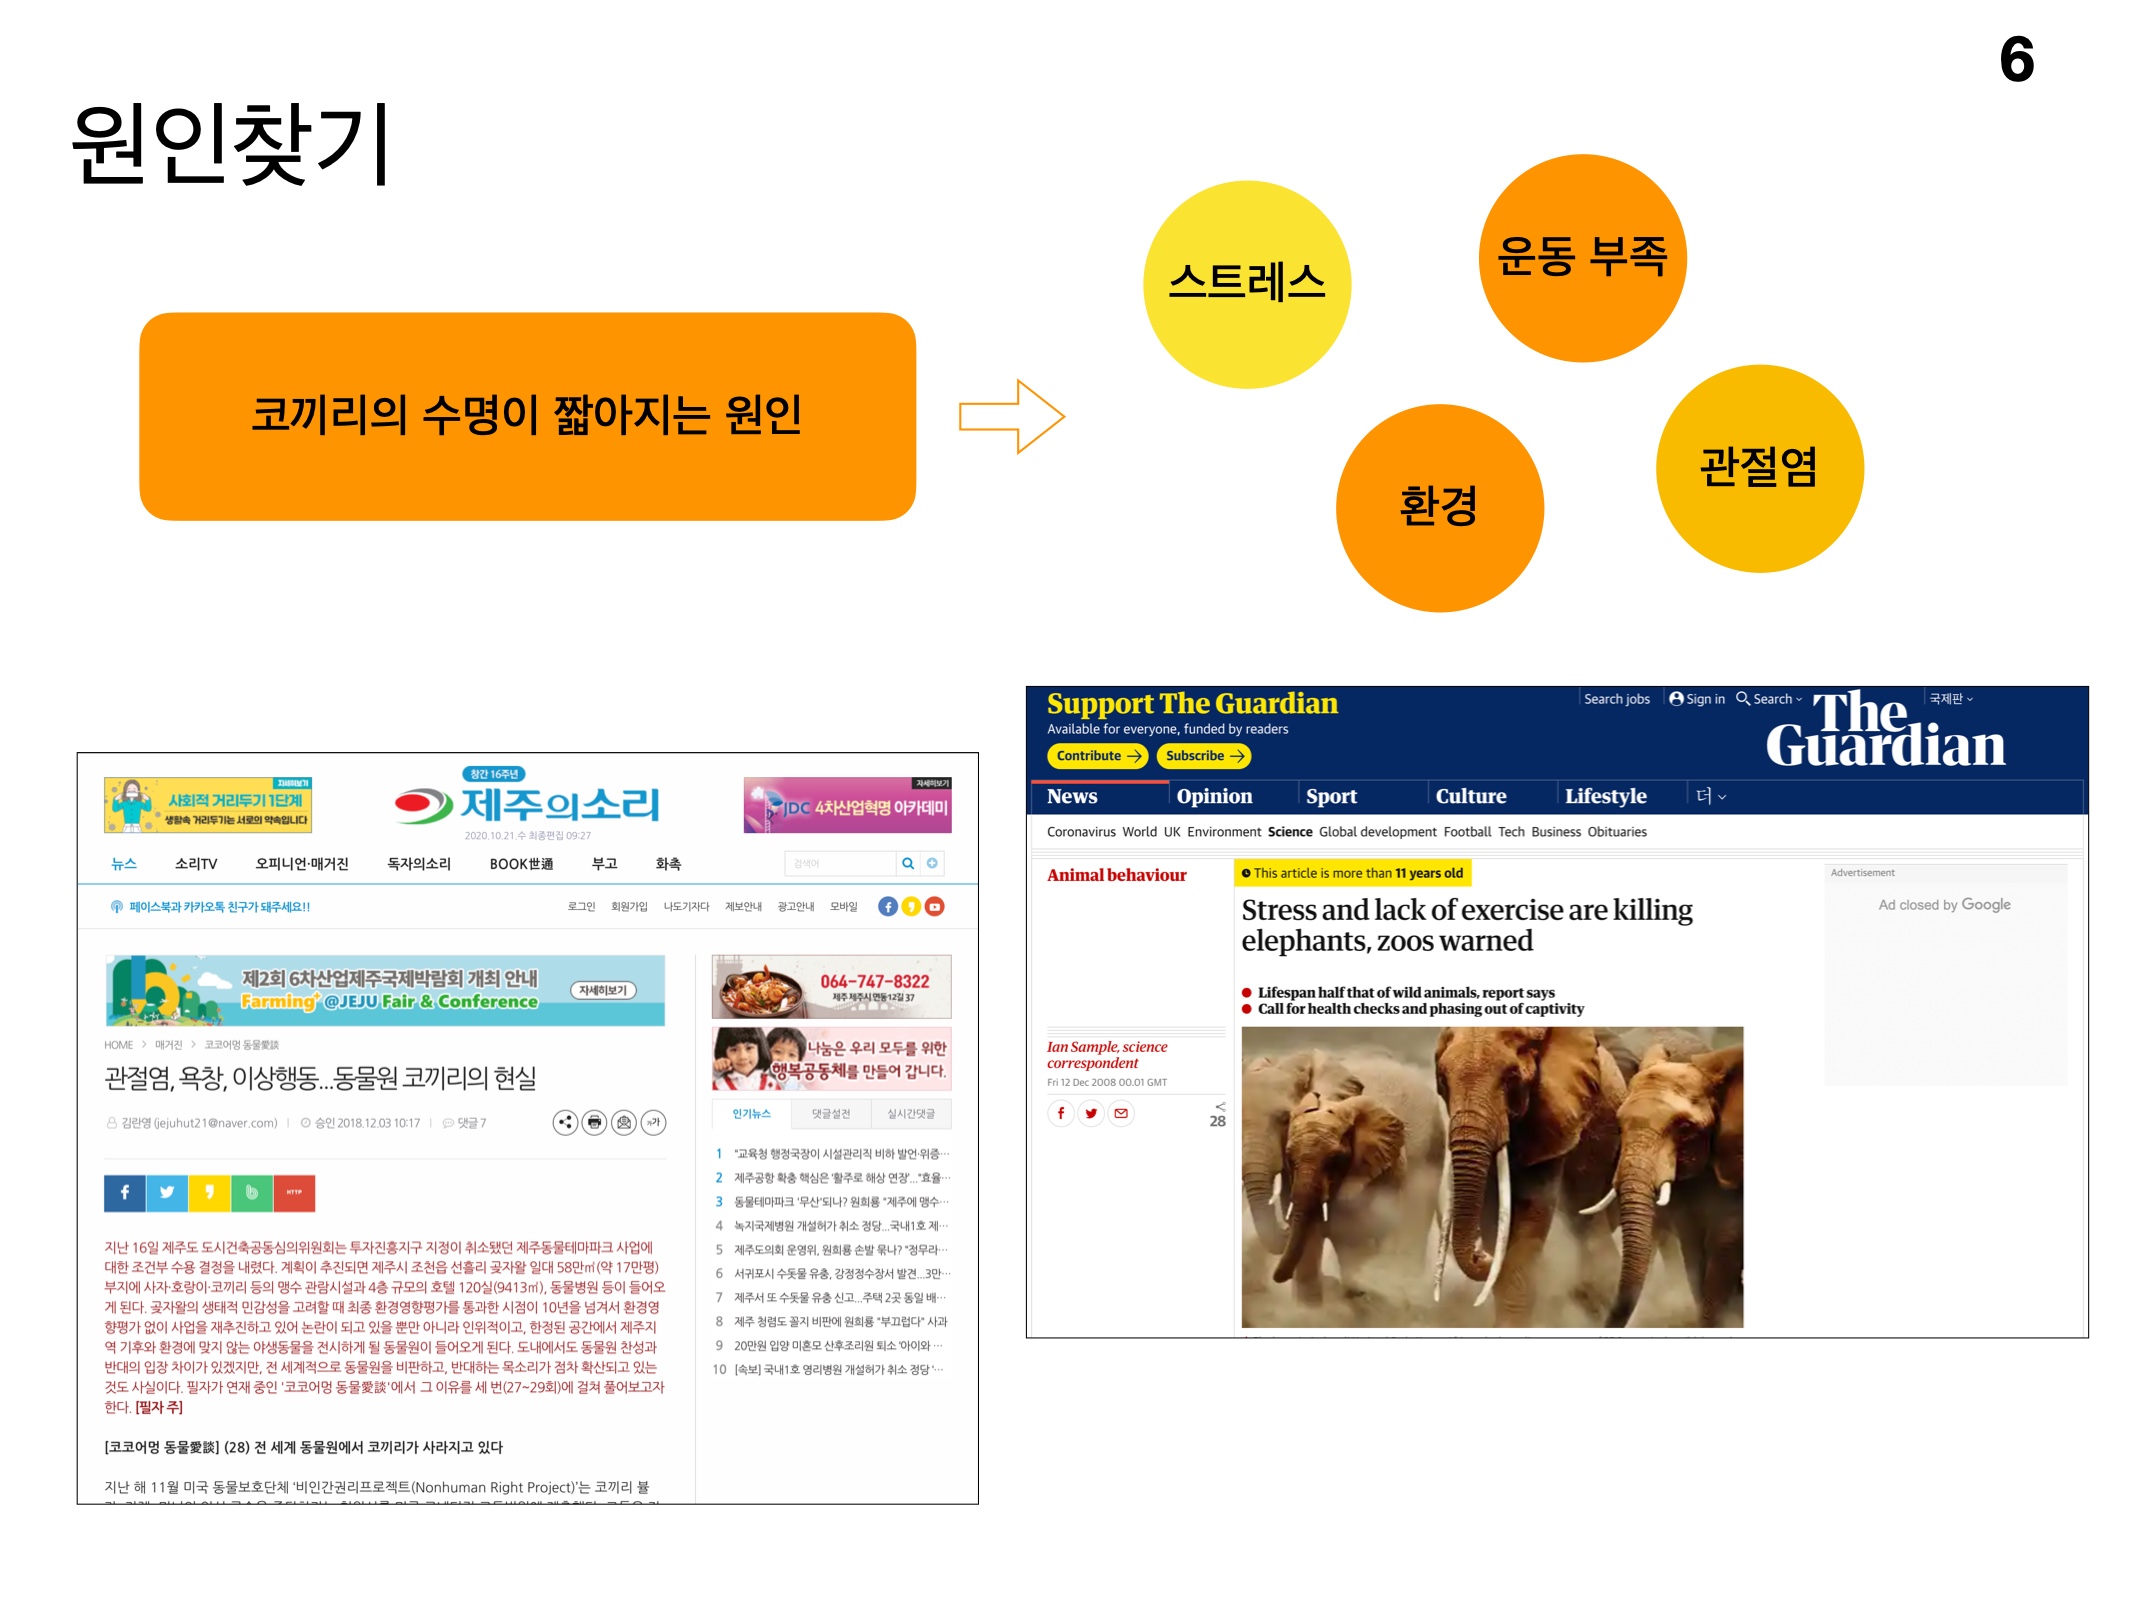 6
원인찾기
코끼리의 수명이 짧아지는 원인
스트레스
운동 부족
환경
관절염
사회적 거리두기 1단계
생활속 거리두기는 서로의 약속입니다
자세히보기
창간 16주년
제주의소리
2020.10.21.수 최종편집 09:27
자세히보기
JDC 4차산업혁명 아카데미
뉴스 소리TV 오피니언·매거진 독자의소리 BOOK世通 부고 화촉
검색어
페이스북과 카카오톡 친구가 돼주세요!!
로그인 회원가입 나도기자다 제보안내 광고안내 모바일
제2회 6차산업제주국제박람회 개최 안내
Farming+ @JEJU Fair & Conference
자세히보기
064-747-8322
제주 제주시 연동12길 37
나눔은 우리 모두를 위한
행복공동체를 만들어 갑니다.
HOME > 매거진 > 코코어멍 동물愛談
관절염, 욕창, 이상행동...동물원 코끼리의 현실
김란영 (jejuhut21@naver.com) | 승인 2018.12.03 10:17 | 댓글 7
HTTP
지난 16일 제주도 도시건축공동심의위원회는 투자진흥지구 지정이 취소됐던 제주동물테마파크 사업에
대한 조건부 수용 결정을 내렸다. 계획이 추진되면 제주시 조천읍 선흘리 곶자왈 일대 58만㎡(약 17만평)
부지에 사자·호랑이·코끼리 등의 맹수 관람시설과 4층 규모의 호텔 120실(9413㎡), 동물병원 등이 들어오
게 된다. 곶자왈의 생태적 민감성을 고려할 때 최종 환경영향평가를 통과한 시점이 10년을 넘겨서 환경영
향평가 없이 사업을 재추진하고 있어 논란이 되고 있을 뿐만 아니라 인위적이고, 한정된 공간에서 제주지
역 기후와 환경에 맞지 않는 야생동물을 전시하게 될 동물원이 들어오게 된다. 도내에서도 동물원 찬성과
반대의 입장 차이가 있겠지만, 전 세계적으로 동물원을 비판하고, 반대하는 목소리가 점차 확산되고 있는
것도 사실이다. 필자가 연재 중인 '코코어멍 동물愛談'에서 그 이유를 세 번(27~29회)에 걸쳐 풀어보고자
한다. [필자 주]
[코코어멍 동물愛談] (28) 전 세계 동물원에서 코끼리가 사라지고 있다
지난 해 11월 미국 동물보호단체 '비인간권리프로젝트(Nonhuman Right Project)'는 코끼리 뷸
인기뉴스 댓글설전 실시간댓글
1 "교육청 행정국장이 시설관리직 비하 발언·위증···
2 제주공항 확충 핵심은 '활주로 해상 연장'..."효율···
3 동물테마파크 '무산'되나? 원희룡 "제주에 맹수···
4 녹지국제병원 개설허가 취소 정당...국내1호 제···
5 제주도의회 운영위, 원희룡 손발 묶나? "정무라···
6 서귀포시 수돗물 유충, 강정정수장서 발견...3만···
7 제주서 또 수돗물 유충 신고...주택 2곳 동일 배···
8 제주 청렴도 꼴지 비판에 원희룡 "부끄럽다" 사과
9 20만원 입양 미혼모 산후조리원 퇴소 '아이와 ···
10 [속보] 국내1호 영리병원 개설허가 취소 정당 '···
Support The Guardian
Available for everyone, funded by readers
Contribute → Subscribe →
Search jobs Sign in Search 국제판
The Guardian
News Opinion Sport Culture Lifestyle 더
Coronavirus World UK Environment Science Global development Football Tech Business Obituaries
Animal behaviour
This article is more than 11 years old
Stress and lack of exercise are killing
elephants, zoos warned
Lifespan half that of wild animals, report says
Call for health checks and phasing out of captivity
Ian Sample, science
correspondent
Fri 12 Dec 2008 00.01 GMT
28
Advertisement
Ad closed by Google